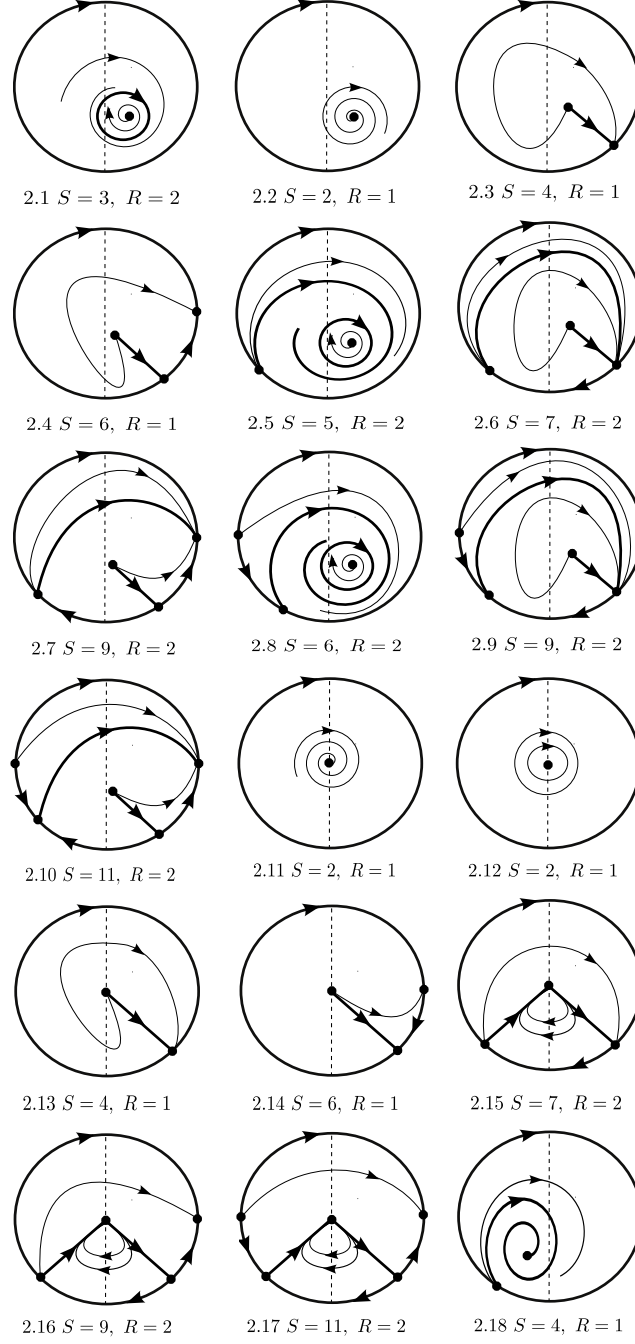 2.1 S = 3, R = 2 2.2 S = 2, R = 1 2.3 S = 4, R = 1
2.4 S = 6, R = 1 2.5 S = 5, R = 2 2.6 S = 7, R = 2
2.7 S = 9, R = 2 2.8 S = 6, R = 2 2.9 S = 9, R = 2
2.10 S = 11, R = 2 2.11 S = 2, R = 1 2.12 S = 2, R = 1
2.13 S = 4, R = 1 2.14 S = 6, R = 1 2.15 S = 7, R = 2
2.16 S = 9, R = 2 2.17 S = 11, R = 2 2.18 S = 4, R = 1